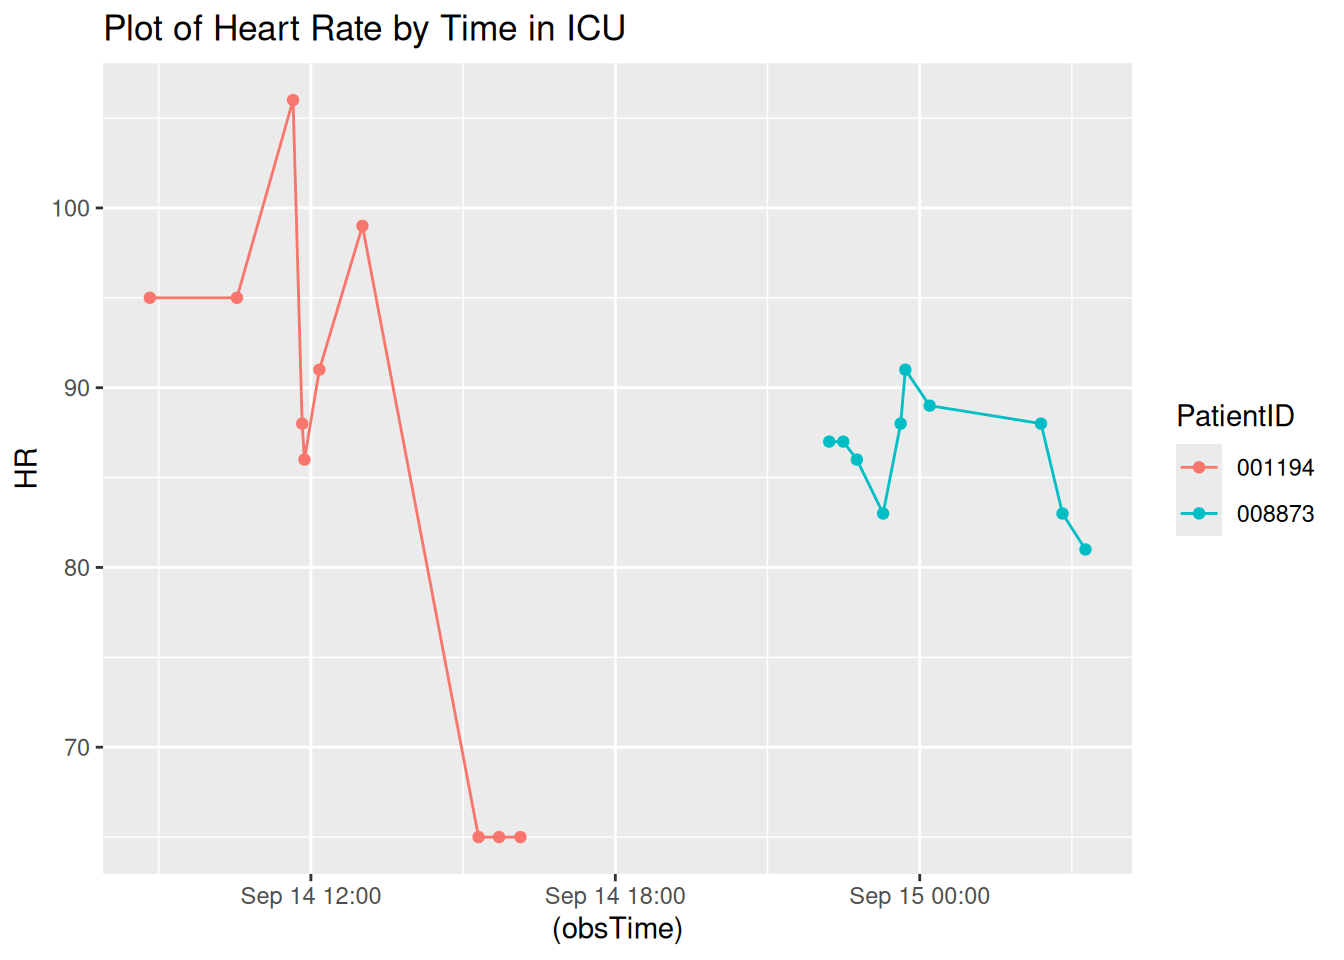 Plot of Heart Rate by Time in ICU
HR
100
90
80
70
Sep 14 12:00
Sep 14 18:00
Sep 15 00:00
(obsTime)
PatientID
001194
008873